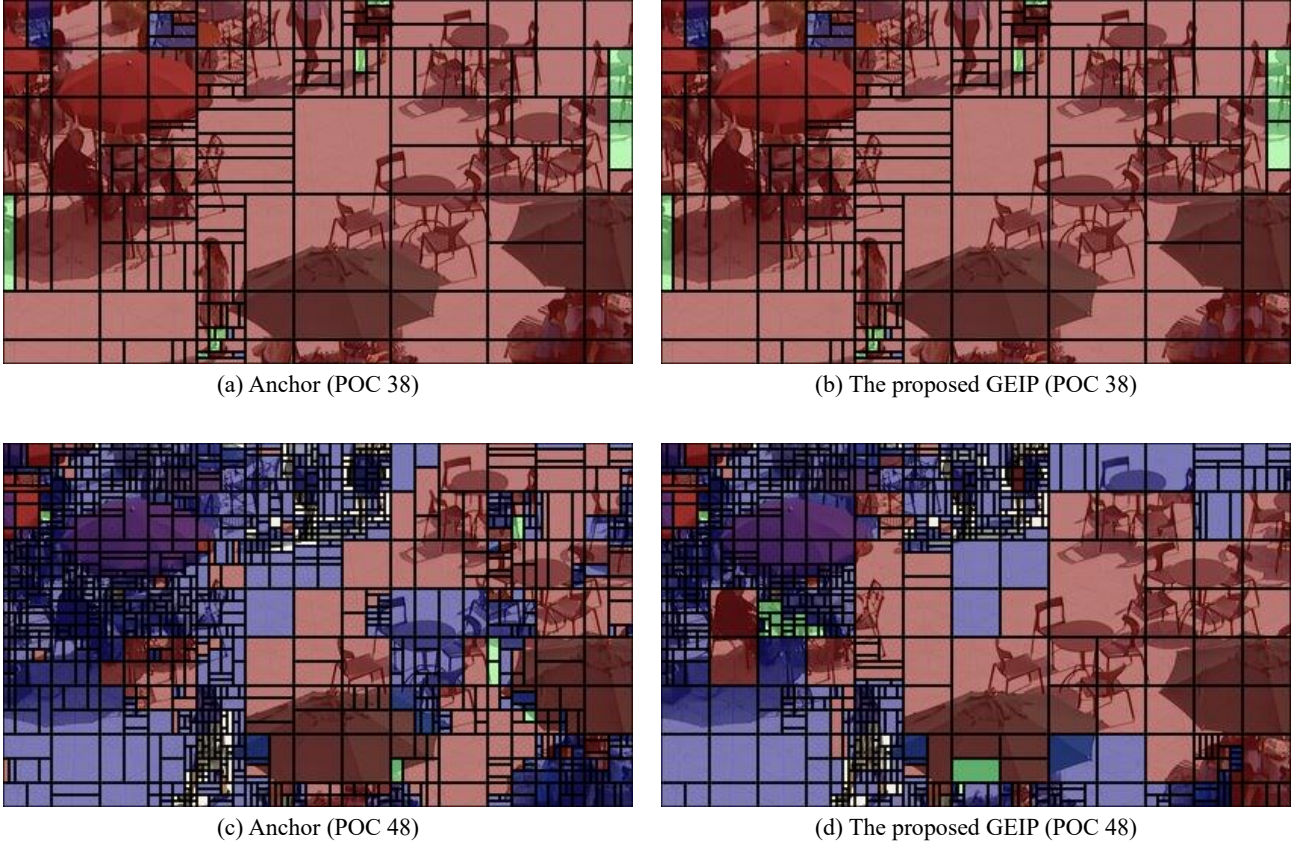 (a) Anchor (POC 38)
(b) The proposed GEIP (POC 38)
(c) Anchor (POC 48)
(d) The proposed GEIP (POC 48)